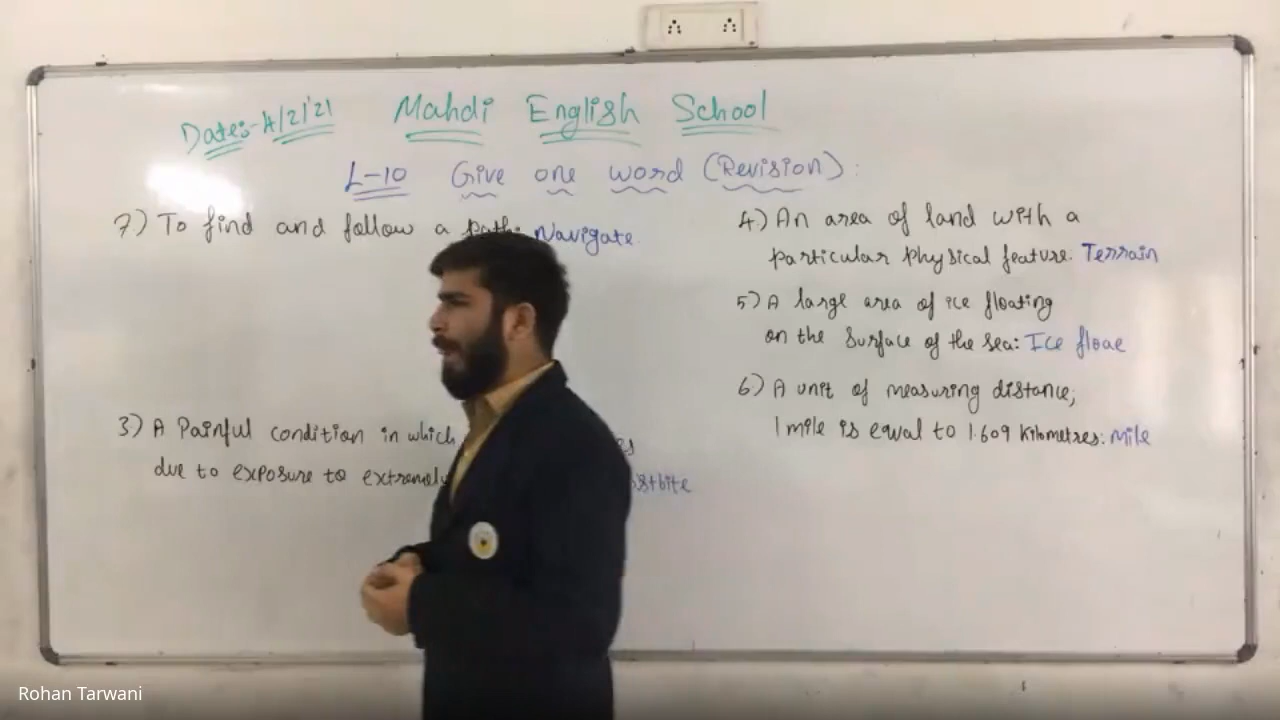 Date:- 4/2/'21 Mahdi English School
L-10 Give one word (Revision):
7) To find and follow a path: Navigate
3) A Painful condition in which
due to exposure to extremely
4.) An area of land with a
particular physical feature: Terrain
5) A large area of ice floating
on the surface of the sea: Ice floae
6) A unit of measuring distance;
1 mile is equal to 1.609 Kilometres: Mile
Rohan Tarwani